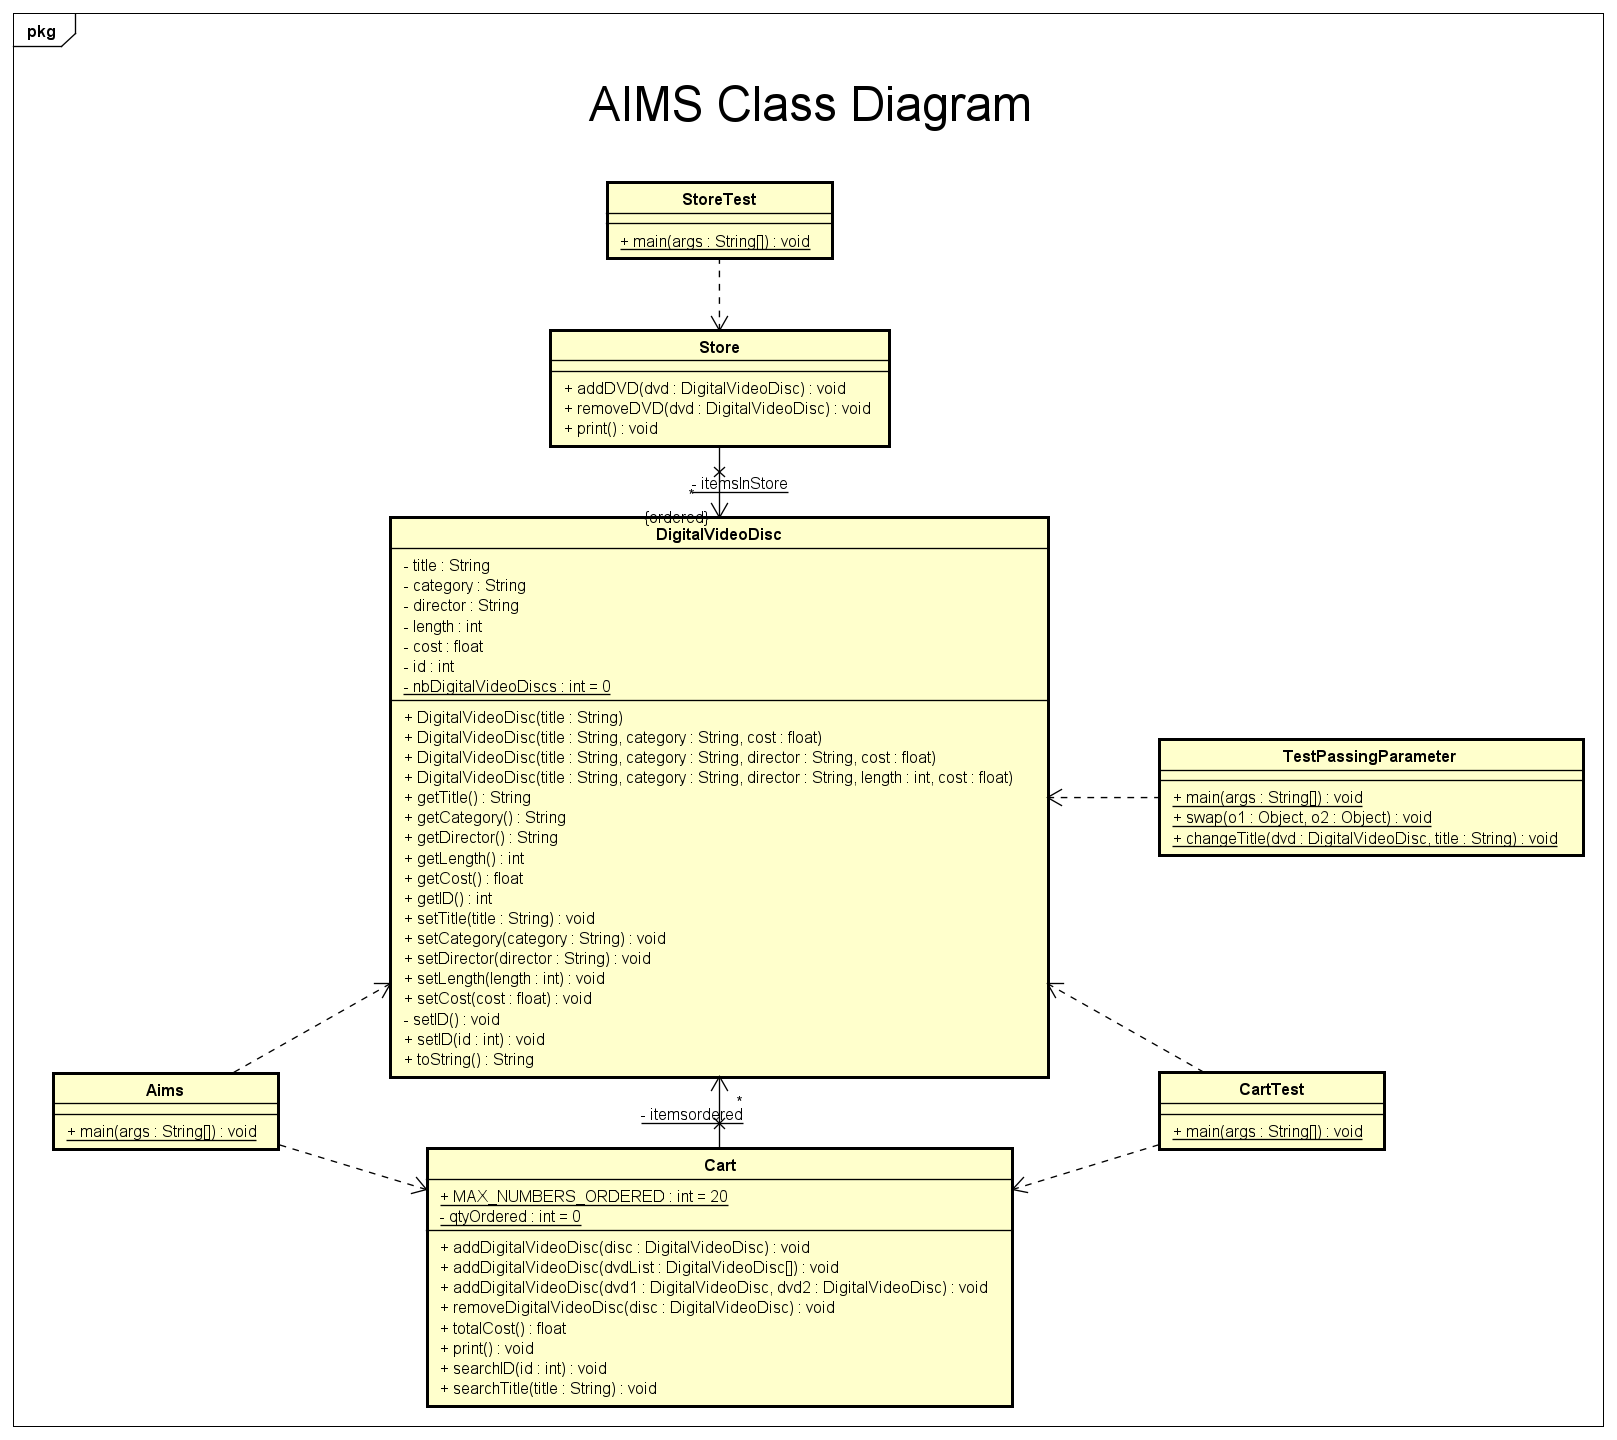 pkg
AIMS Class Diagram
StoreTest
+ main(args : String[]) : void
Store
+ addDVD(dvd : DigitalVideoDisc) : void
+ removeDVD(dvd : DigitalVideoDisc) : void
+ print() : void
- itemsInStore
*
{ordered}
DigitalVideoDisc
- title : String
- category : String
- director : String
- length : int
- cost : float
- id : int
- nbDigitalVideoDiscs : int = 0
+ DigitalVideoDisc(title : String)
+ DigitalVideoDisc(title : String, category : String, cost : float)
+ DigitalVideoDisc(title : String, category : String, director : String, cost : float)
+ DigitalVideoDisc(title : String, category : String, director : String, length : int, cost : float)
+ getTitle() : String
+ getCategory() : String
+ getDirector() : String
+ getLength() : int
+ getCost() : float
+ getID() : int
+ setTitle(title : String) : void
+ setCategory(category : String) : void
+ setDirector(director : String) : void
+ setLength(length : int) : void
+ setCost(cost : float) : void
- setID() : void
+ setID(id : int) : void
+ toString() : String
TestPassingParameter
+ main(args : String[]) : void
+ swap(o1 : Object, o2 : Object) : void
+ changeTitle(dvd : DigitalVideoDisc, title : String) : void
Aims
+ main(args : String[]) : void
*
- itemsordered
CartTest
+ main(args : String[]) : void
Cart
+ MAX_NUMBERS_ORDERED : int = 20
- qtyOrdered : int = 0
+ addDigitalVideoDisc(disc : DigitalVideoDisc) : void
+ addDigitalVideoDisc(dvdList : DigitalVideoDisc[]) : void
+ addDigitalVideoDisc(dvd1 : DigitalVideoDisc, dvd2 : DigitalVideoDisc) : void
+ removeDigitalVideoDisc(disc : DigitalVideoDisc) : void
+ totalCost() : float
+ print() : void
+ searchID(id : int) : void
+ searchTitle(title : String) : void